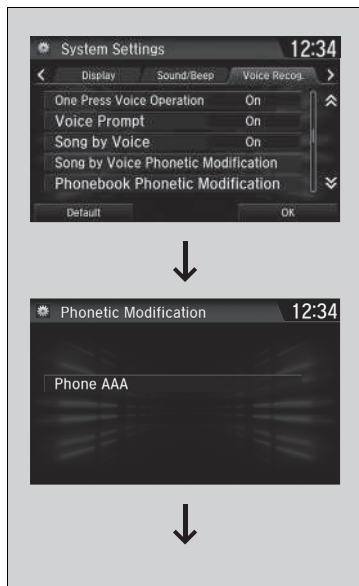 System Settings 12:34
Display Sound/Beep Voice Recog.
One Press Voice Operation On
Voice Prompt On
Song by Voice On
Song by Voice Phonetic Modification
Phonebook Phonetic Modification
Default OK
Phonetic Modification 12:34
Phone AAA